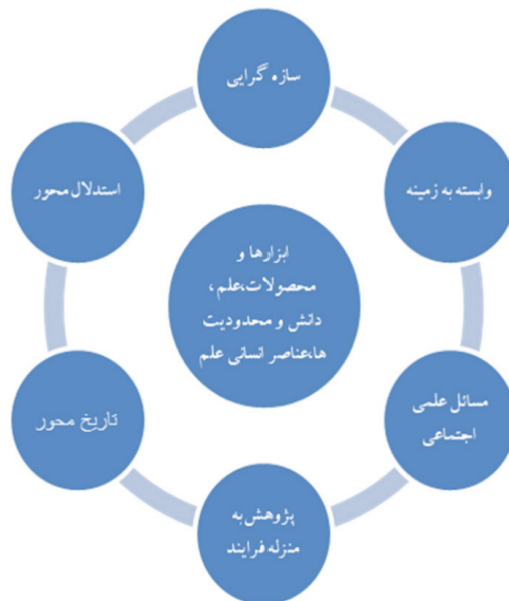 سازه گرایی
وابسته به زمینه
مسائل علمی
اجتماعی
پژوهش به
منزله فرایند
تاریخ محور
استدلال محور
ابزارها و
محصولات،علم ،
دانش و محدودیت
ها،عناصر انسانی علم